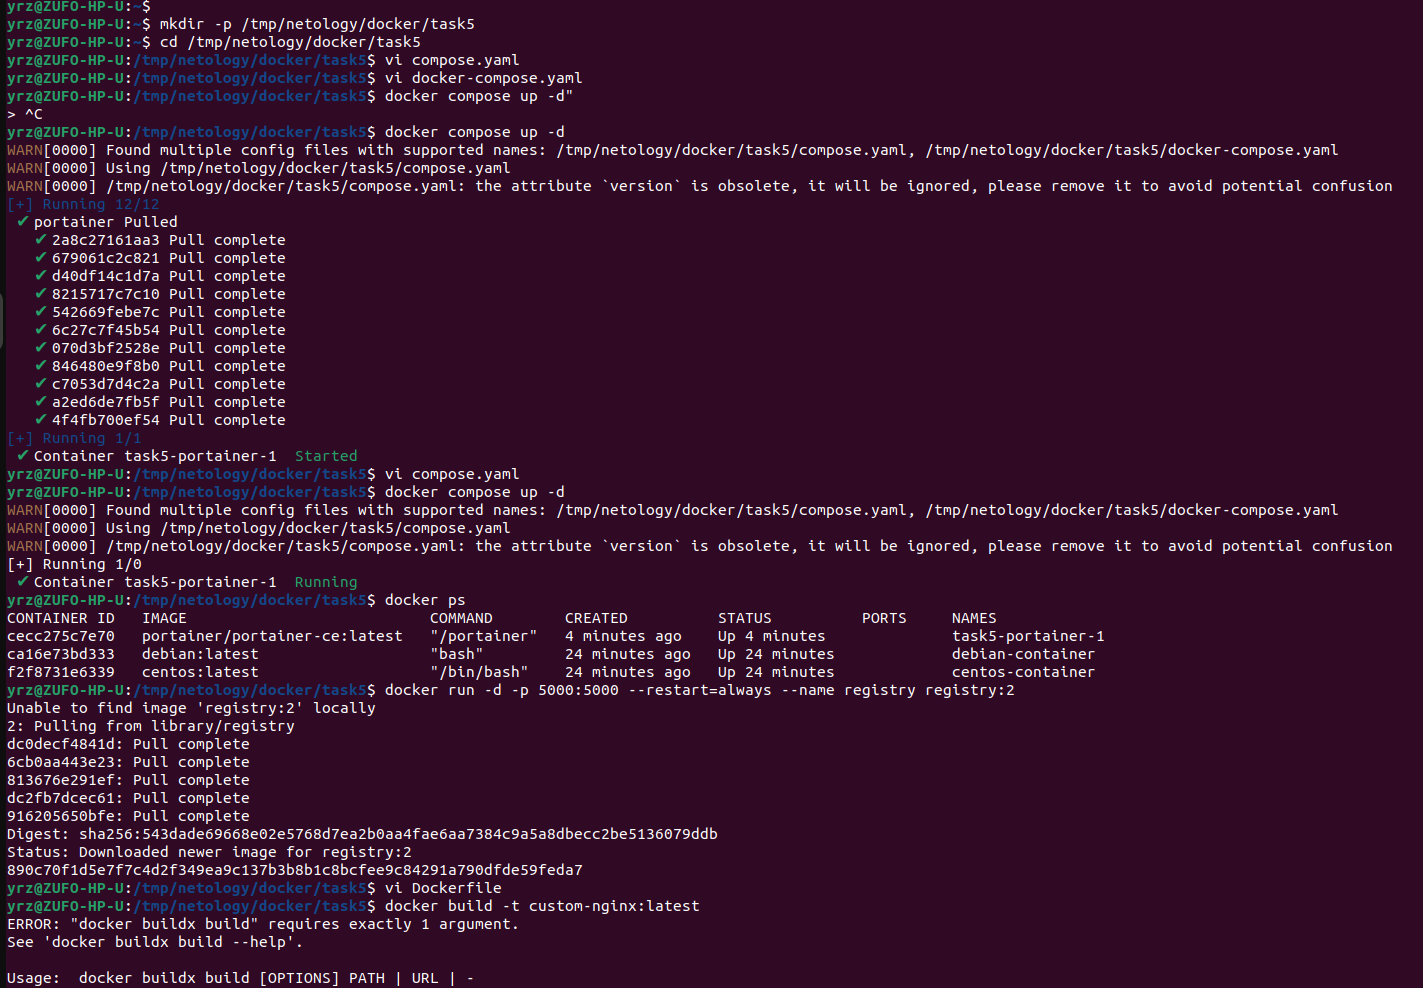 yrz@ZUFO-HP-U:~$
yrz@ZUFO-HP-U:~$ mkdir -p /tmp/netology/docker/task5
yrz@ZUFO-HP-U:~$ cd /tmp/netology/docker/task5
yrz@ZUFO-HP-U:/tmp/netology/docker/task5$ vi compose.yaml
yrz@ZUFO-HP-U:/tmp/netology/docker/task5$ vi docker-compose.yaml
yrz@ZUFO-HP-U:/tmp/netology/docker/task5$ docker compose up -d"
> ^C
yrz@ZUFO-HP-U:/tmp/netology/docker/task5$ docker compose up -d
WARN[0000] Found multiple config files with supported names: /tmp/netology/docker/task5/compose.yaml, /tmp/netology/docker/task5/docker-compose.yaml
WARN[0000] Using /tmp/netology/docker/task5/compose.yaml
WARN[0000] /tmp/netology/docker/task5/compose.yaml: the attribute `version` is obsolete, it will be ignored, please remove it to avoid potential confusion
[+] Running 12/12
✔ portainer Pulled
✔ 2a8c27161aa3 Pull complete
✔ 679061c2c821 Pull complete
✔ d40df14c1d7a Pull complete
✔ 8215717c7c10 Pull complete
✔ 542669febe7c Pull complete
✔ 6c27c7f45b54 Pull complete
✔ 070d3bf2528e Pull complete
✔ 846480e9f8b0 Pull complete
✔ c7053d7d4c2a Pull complete
✔ a2ed6de7fb5f Pull complete
✔ 4f4fb700ef54 Pull complete
[+] Running 1/1
✔ Container task5-portainer-1  Started
yrz@ZUFO-HP-U:/tmp/netology/docker/task5$ vi compose.yaml
yrz@ZUFO-HP-U:/tmp/netology/docker/task5$ docker compose up -d
WARN[0000] Found multiple config files with supported names: /tmp/netology/docker/task5/compose.yaml, /tmp/netology/docker/task5/docker-compose.yaml
WARN[0000] Using /tmp/netology/docker/task5/compose.yaml
WARN[0000] /tmp/netology/docker/task5/compose.yaml: the attribute `version` is obsolete, it will be ignored, please remove it to avoid potential confusion
[+] Running 1/0
✔ Container task5-portainer-1  Running
yrz@ZUFO-HP-U:/tmp/netology/docker/task5$ docker ps
CONTAINER ID   IMAGE                           COMMAND        CREATED          STATUS          PORTS     NAMES
cecc275c7e70   portainer/portainer-ce:latest   "/portainer"   4 minutes ago    Up 4 minutes              task5-portainer-1
ca16e73bd333   debian:latest                   "bash"         24 minutes ago   Up 24 minutes             debian-container
f2f8731e6339   centos:latest                   "/bin/bash"    24 minutes ago   Up 24 minutes             centos-container
yrz@ZUFO-HP-U:/tmp/netology/docker/task5$ docker run -d -p 5000:5000 --restart=always --name registry registry:2
Unable to find image 'registry:2' locally
2: Pulling from library/registry
dc0decf4841d: Pull complete
6cb0aa443e23: Pull complete
813676e291ef: Pull complete
dc2fb7dcec61: Pull complete
916205650bfe: Pull complete
Digest: sha256:543dade69668e02e5768d7ea2b0aa4fae6aa7384c9a5a8dbecc2be5136079ddb
Status: Downloaded newer image for registry:2
890c70f1d5e7f7c4d2f349ea9c137b3b8b1c8bcfee9c84291a790dfde59feda7
yrz@ZUFO-HP-U:/tmp/netology/docker/task5$ vi Dockerfile
yrz@ZUFO-HP-U:/tmp/netology/docker/task5$ docker build -t custom-nginx:latest
ERROR: "docker buildx build" requires exactly 1 argument.
See 'docker buildx build --help'.
Usage:  docker buildx build [OPTIONS] PATH | URL | -